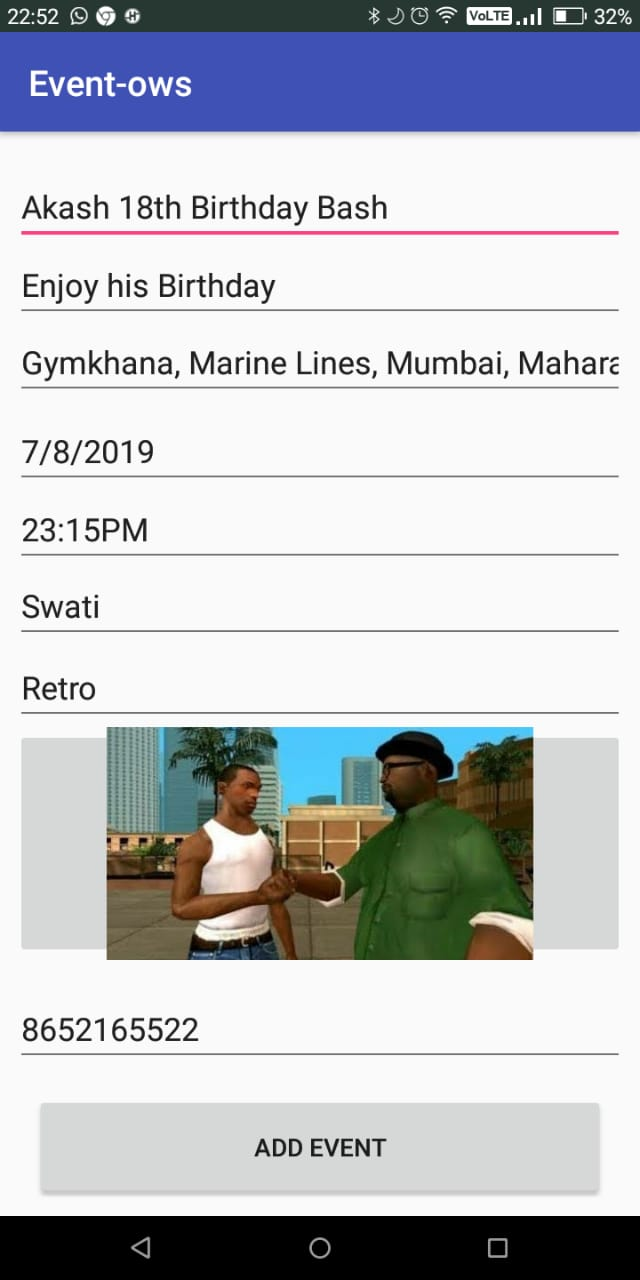 22:52 VoLTE 32%
Event-ows
Akash 18th Birthday Bash
Enjoy his Birthday
Gymkhana, Marine Lines, Mumbai, Mahara
7/8/2019
23:15PM
Swati
Retro
8652165522
ADD EVENT